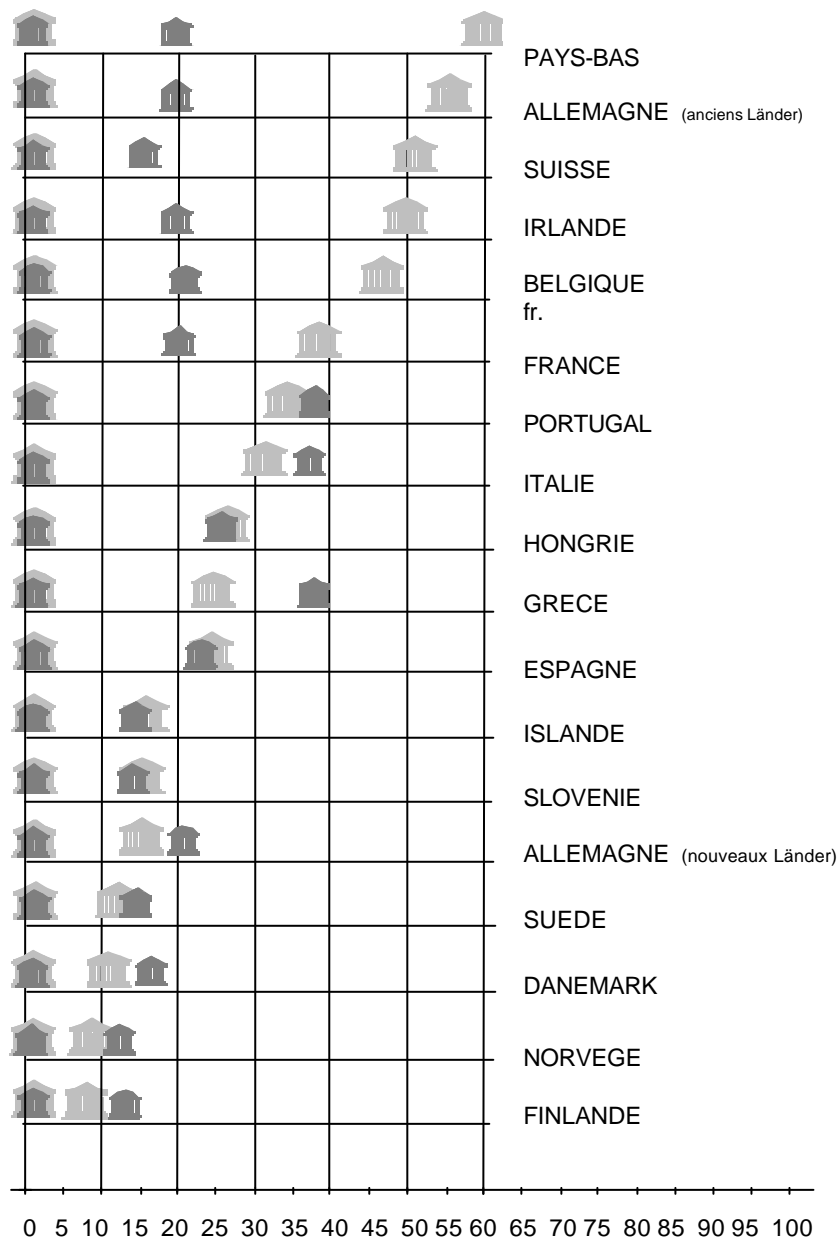 PAYS-BAS
ALLEMAGNE (anciens Länder)
SUISSE
IRLANDE
BELGIQUE
fr.
FRANCE
PORTUGAL
ITALIE
HONGRIE
GRECE
ESPAGNE
ISLANDE
SLOVENIE
ALLEMAGNE (nouveaux Länder)
SUEDE
DANEMARK
NORVEGE
FINLANDE
0 5 10 15 20 25 30 35 40 45 50 55 60 65 70 75 80 85 90 95 100